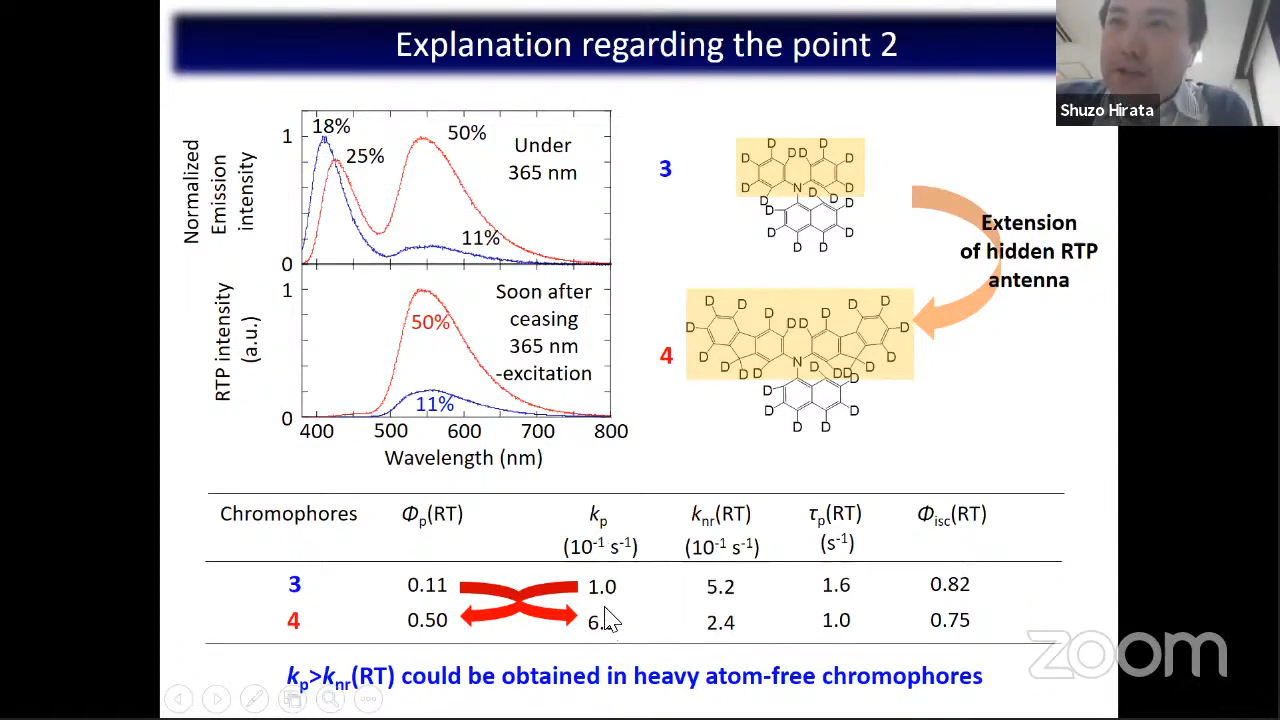 Explanation regarding the point 2
Shuzo Hirata
Normalized
Emission
intensity
1
0
18%
25%
50%
11%
Under
365 nm
RTP intensity
(a.u.)
1
0
50%
11%
Soon after
ceasing
365 nm
-excitation
400 500 600 700 800
Wavelength (nm)
3
D D D D D D D D D D
N
D D D D D D D
Extension
of hidden RTP
antenna
4
D D D D D D D D D D D D D D D D D D
N
D D D D D D D
Chromophores Φp(RT) kp knr(RT) τp(RT) Φisc(RT)
(10⁻¹ s⁻¹) (10⁻¹ s⁻¹) (s⁻¹)
3 0.11 1.0 5.2 1.6 0.82
4 0.50 2.4 1.0 0.75
kp>knr(RT) could be obtained in heavy atom-free chromophores
zoom